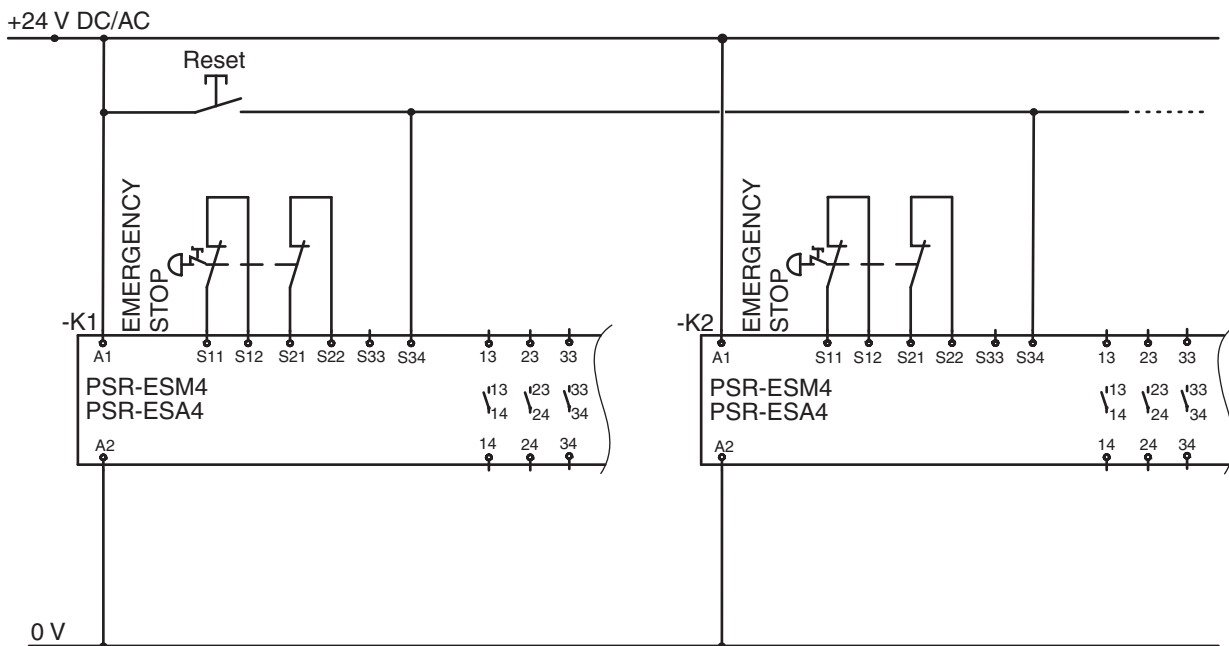 +24 V DC/AC
Reset
EMERGENCY
STOP
EMERGENCY
STOP
-K1
A1 S11 S12 S21 S22 S33 S34 13 23 33
PSR-ESM4
PSR-ESA4
13 23 33
14 24 34
A2 14 24 34
-K2
A1 S11 S12 S21 S22 S33 S34 13 23 33
PSR-ESM4
PSR-ESA4
13 23 33
14 24 34
A2 14 24 34
0 V